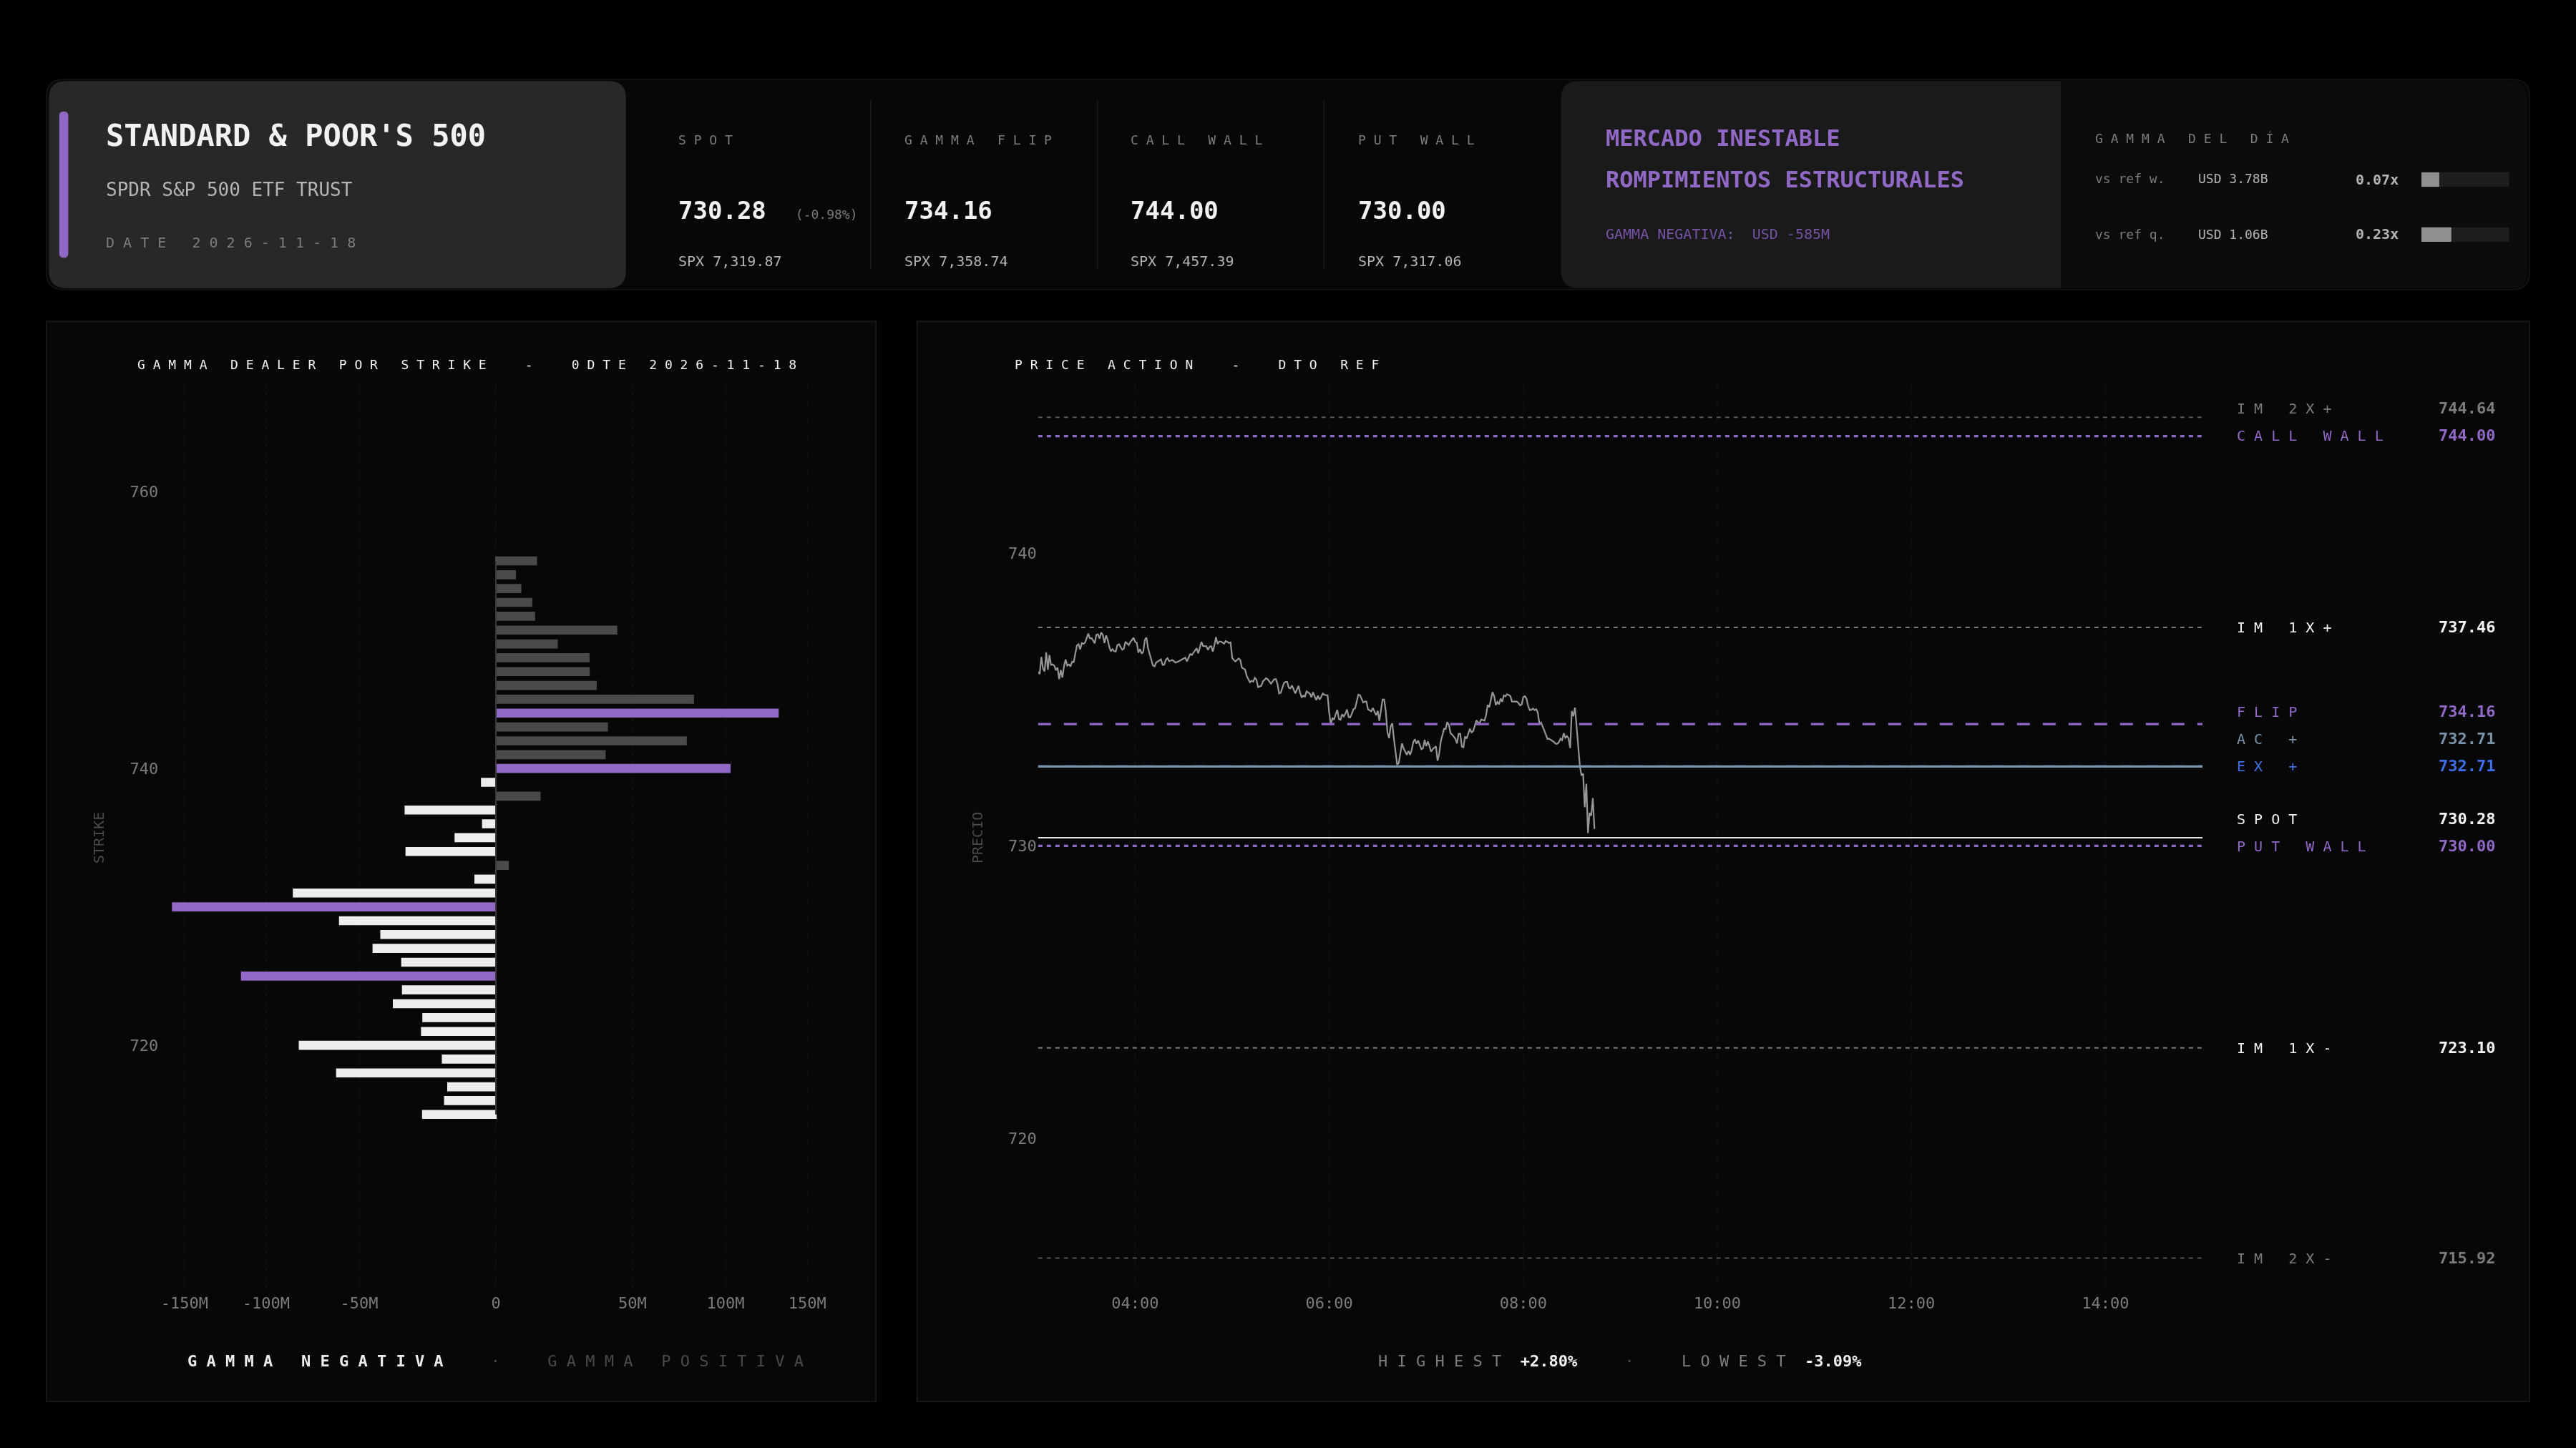 STANDARD & POOR'S 500
SPDR S&P 500 ETF TRUST
DATE 2026-11-18
SPOT
730.28 (-0.98%)
SPX 7,319.87
GAMMA FLIP
734.16
SPX 7,358.74
CALL WALL
744.00
SPX 7,457.39
PUT WALL
730.00
SPX 7,317.06
MERCADO INESTABLE
ROMPIMIENTOS ESTRUCTURALES
GAMMA NEGATIVA: USD -585M
GAMMA DEL DÍA
vs ref w. USD 3.78B 0.07x
vs ref q. USD 1.06B 0.23x
GAMMA DEALER POR STRIKE - 0DTE 2026-11-18
760
740
720
STRIKE
-150M -100M -50M 0 50M 100M 150M
GAMMA NEGATIVA · GAMMA POSITIVA
PRICE ACTION - DTO REF
740
730
720
PRECIO
IM 2X+ 744.64
CALL WALL 744.00
IM 1X+ 737.46
FLIP 734.16
AC + 732.71
EX + 732.71
SPOT 730.28
PUT WALL 730.00
IM 1X- 723.10
IM 2X- 715.92
04:00 06:00 08:00 10:00 12:00 14:00
HIGHEST +2.80% · LOWEST -3.09%